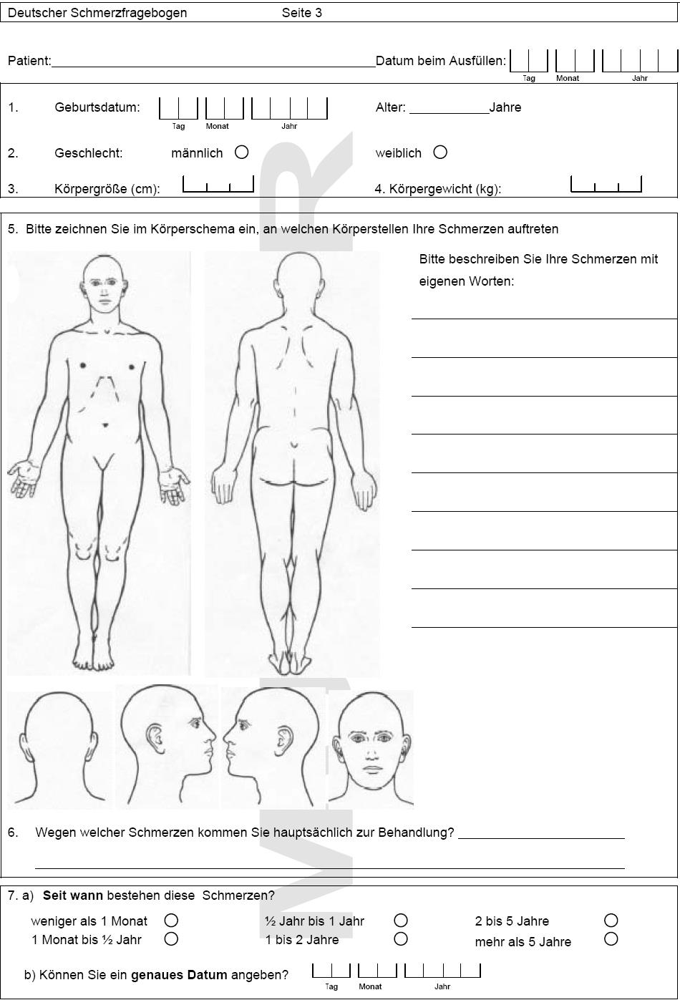 Deutscher Schmerzfragebogen Seite 3
Patient: Datum beim Ausfüllen:
Tag Monat Jahr
1. Geburtsdatum: Alter: Jahre
Tag Monat Jahr
2. Geschlecht: männlich weiblich
3. Körpergröße (cm): 4. Körpergewicht (kg):
5. Bitte zeichnen Sie im Körperschema ein, an welchen Körperstellen Ihre Schmerzen auftreten
Bitte beschreiben Sie Ihre Schmerzen mit
eigenen Worten:
6. Wegen welcher Schmerzen kommen Sie hauptsächlich zur Behandlung?
7. a) Seit wann bestehen diese Schmerzen?
weniger als 1 Monat ½ Jahr bis 1 Jahr 2 bis 5 Jahre
1 Monat bis ½ Jahr 1 bis 2 Jahre mehr als 5 Jahre
b) Können Sie ein genaues Datum angeben?
Tag Monat Jahr